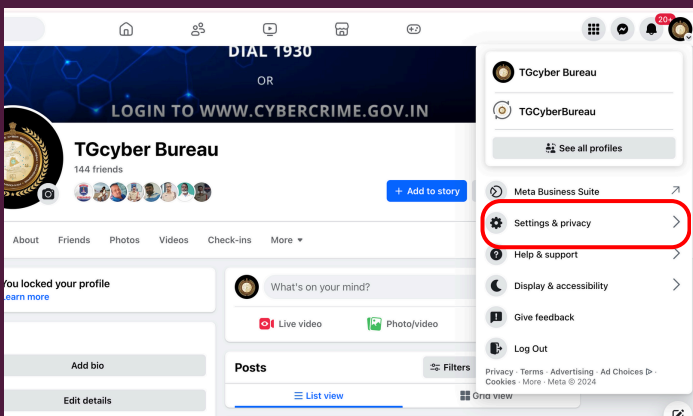 20+
DIAL 1930
OR
LOGIN TO WWW.CYBERCRIME.GOV.IN
TGcyber Bureau
144 friends
+ Add to story
About Friends Photos Videos Check-ins More
You locked your profile
Learn more
Add bio
Edit details
What's on your mind?
Live video Photo/video
Posts
Filters
List view
Grid view
TGcyber Bureau
TGCyberBureau
See all profiles
Meta Business Suite
Settings & privacy
Help & support
Display & accessibility
Give feedback
Log Out
Privacy · Terms · Advertising · Ad Choices ·
Cookies · More · Meta © 2024